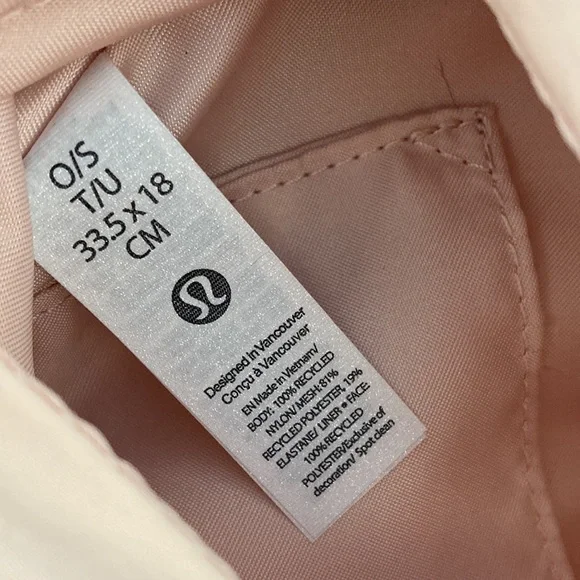 O/S
T/U
33.5 x 18
CM
Designed in Vancouver
Conçu à Vancouver
EN Made in Vietnam/
BODY: 100% RECYCLED
NYLON/ MESH: 81%
RECYCLED POLYESTER, 19%
ELASTANE/ LINER * FACE:
100% RECYCLED
POLYESTER/Exclusive of
decoration/ Spot clean